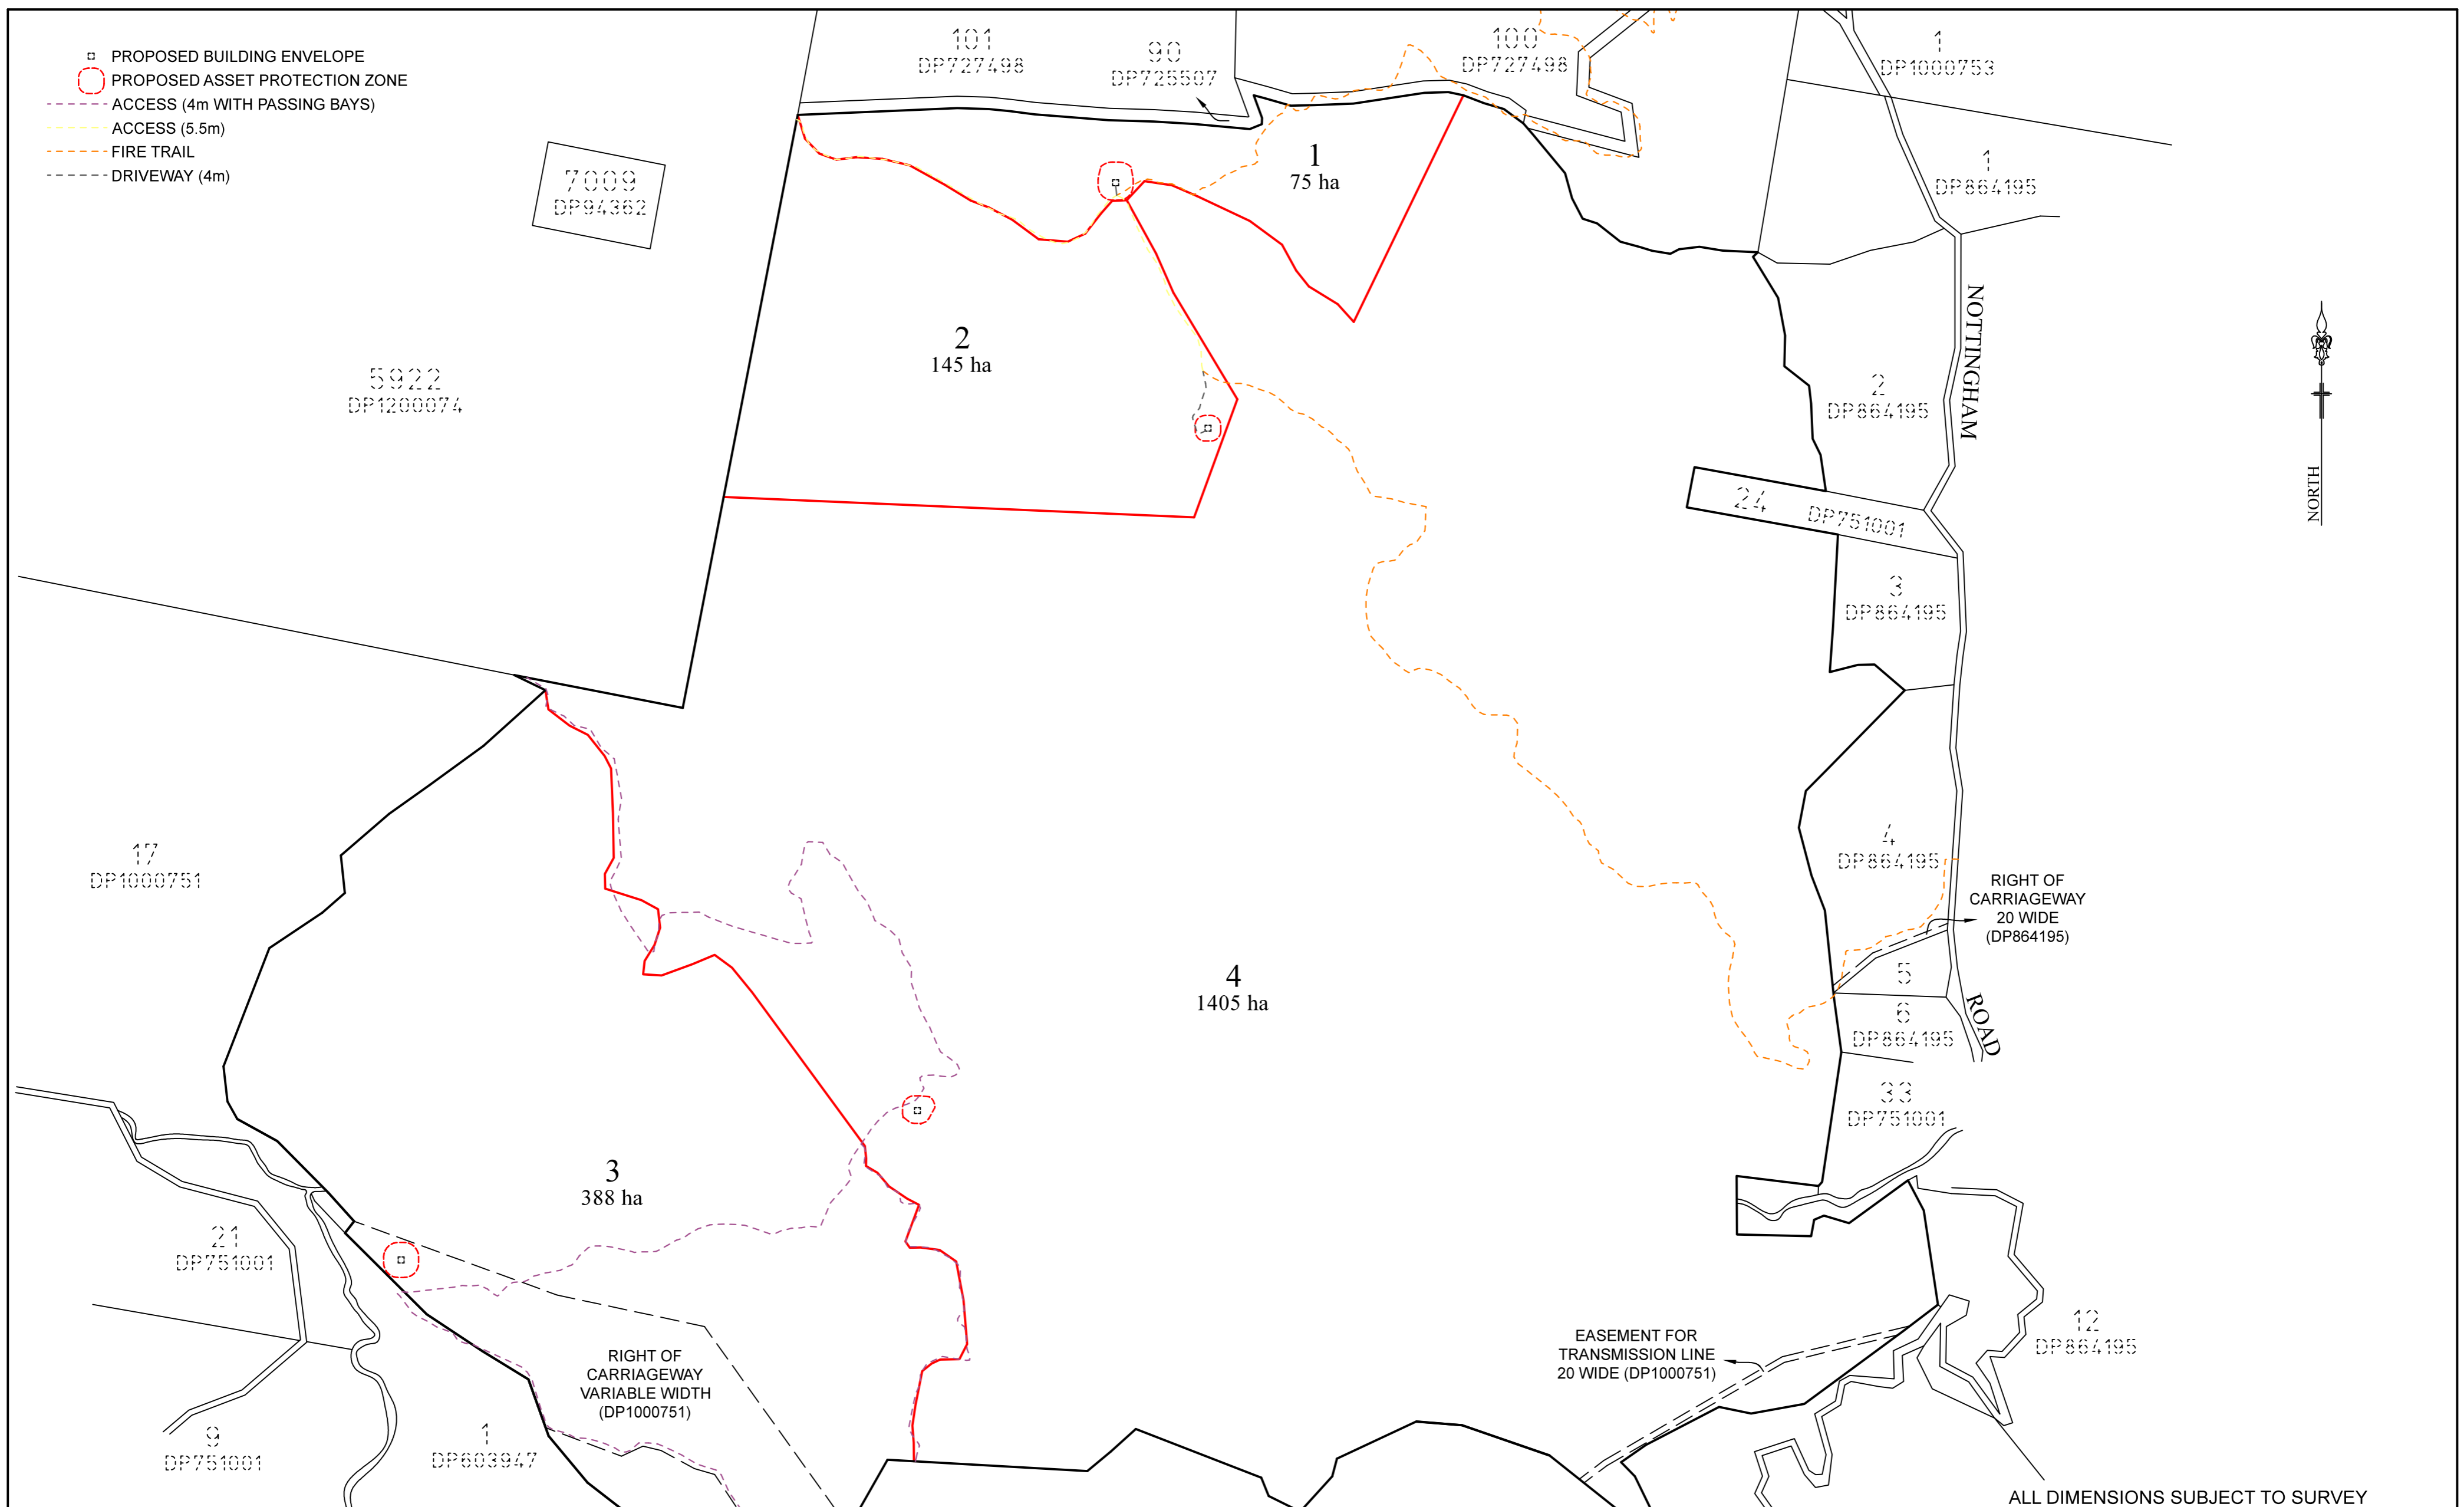 PROPOSED BUILDING ENVELOPE
PROPOSED ASSET PROTECTION ZONE
ACCESS (4m WITH PASSING BAYS)
ACCESS (5.5m)
FIRE TRAIL
DRIVEWAY (4m)
101
DP727498
90
DP725507
100
DP727498
1
DP1000753
1
DP864195
7009
DP94362
1
75 ha
2
145 ha
5922
DP1200074
2
DP864195
NOTTINGHAM
NORTH
24 DP751001
3
DP864195
17
DP1000751
4
DP864195
RIGHT OF
CARRIAGEWAY
20 WIDE
(DP864195)
4
1405 ha
5
6
DP864195
ROAD
33
DP751001
3
388 ha
21
DP751001
12
DP864195
EASEMENT FOR
TRANSMISSION LINE
20 WIDE (DP1000751)
RIGHT OF
CARRIAGEWAY
VARIABLE WIDTH
(DP1000751)
9
DP751001
1
DP603947
ALL DIMENSIONS SUBJECT TO SURVEY